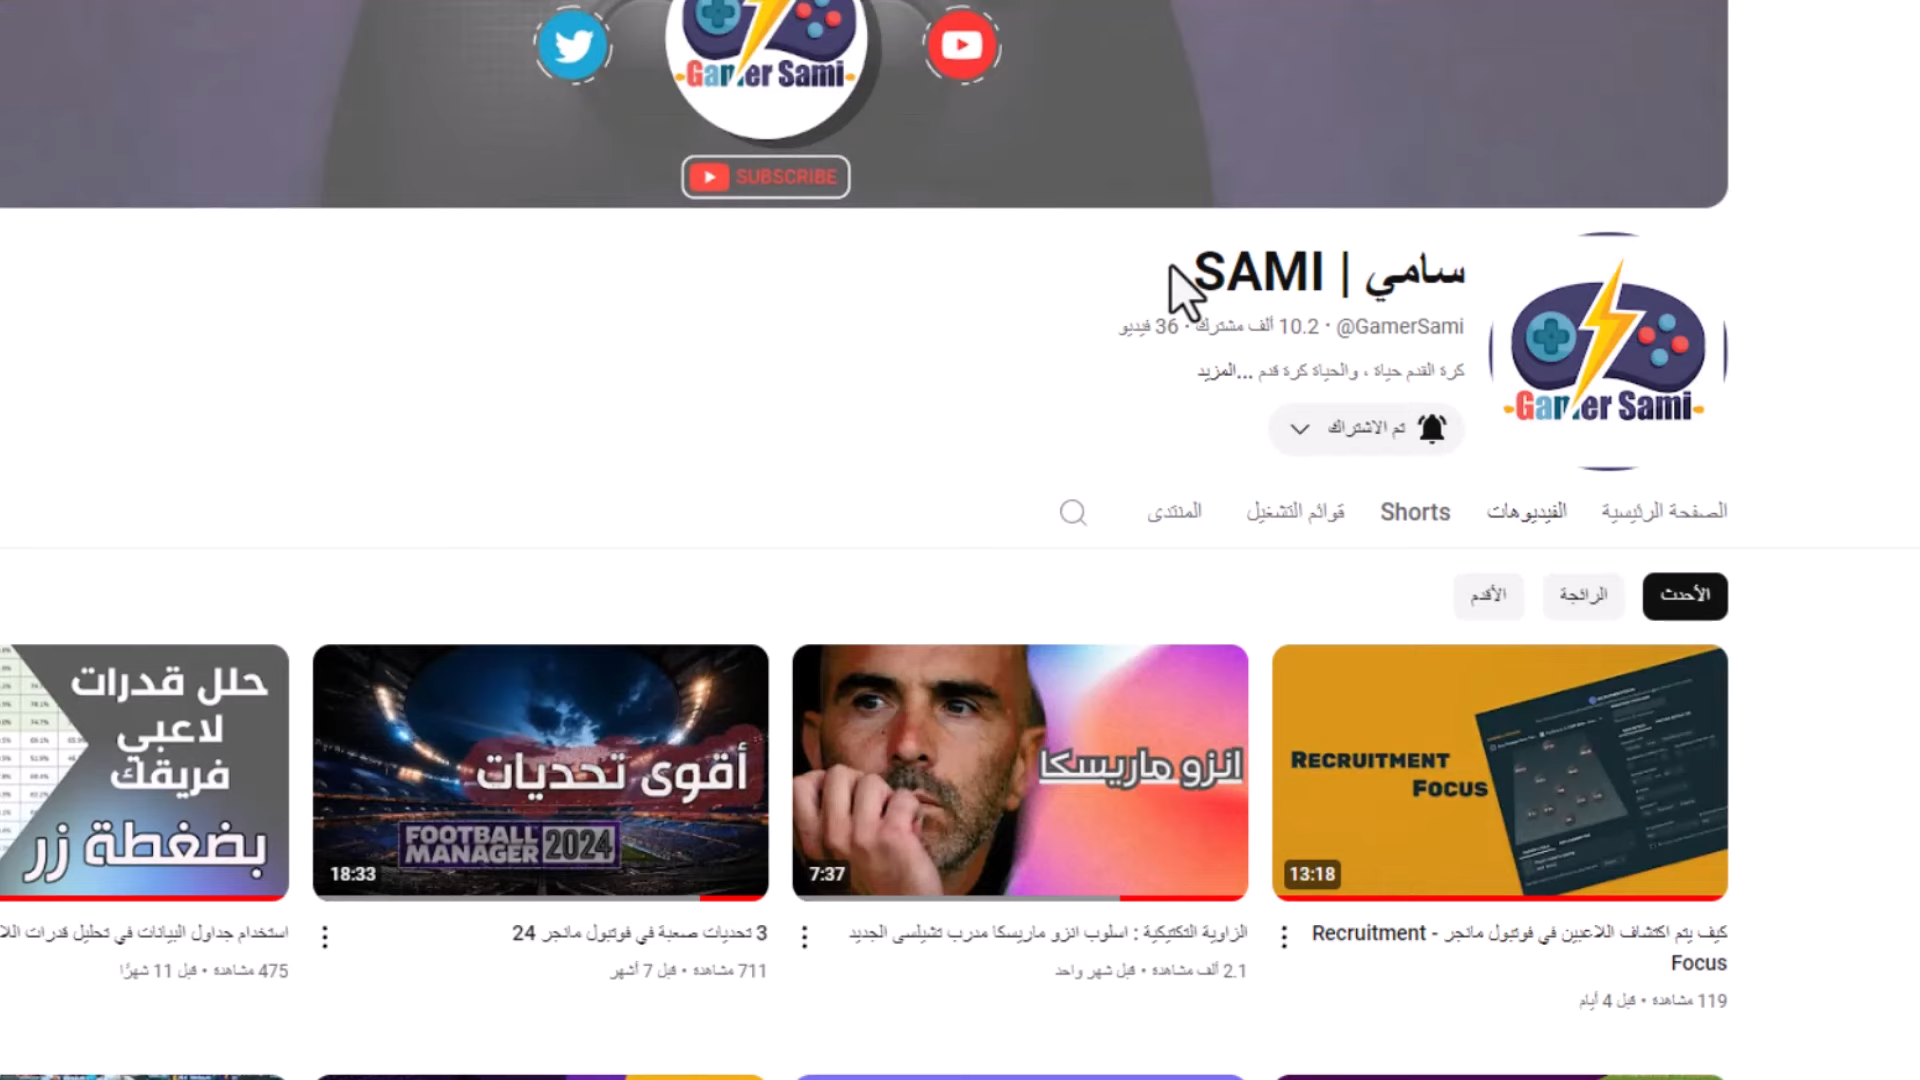 Gamer Sami
SUBSCRIBE
سامي | SAMI
@GamerSami · 10.2 ألف مشترك · 36 فيديو
كرة القدم حياة ، والحياة كرة قدم ...المزيد
تم الاشتراك
Gamer Sami
الصفحة الرئيسية
الفيديوهات
Shorts
قوائم التشغيل
المنتدى
الأحدث
الرائجة
الأقدم
RECRUITMENT
FOCUS
13:18
انزو ماريسكا
7:37
أقوى تحديات
FOOTBALL
MANAGER 2024
18:33
حلل قدرات
لاعبي
فريقك
بضغطة زر
كيف يتم اكتشاف اللاعبين في فوتبول مانجر - Recruitment
Focus
119 مشاهدة • قبل 4 أيام
الزاوية التكتيكية : اسلوب انزو ماريسكا مدرب تشيلسي الجديد
2.1 ألف مشاهدة • قبل شهر واحد
3 تحديات صعبة في فوتبول مانجر 24
711 مشاهدة • قبل 7 أشهر
استخدام جداول البيانات في تحليل قدرات اللا
475 مشاهدة • قبل 11 شهرًا